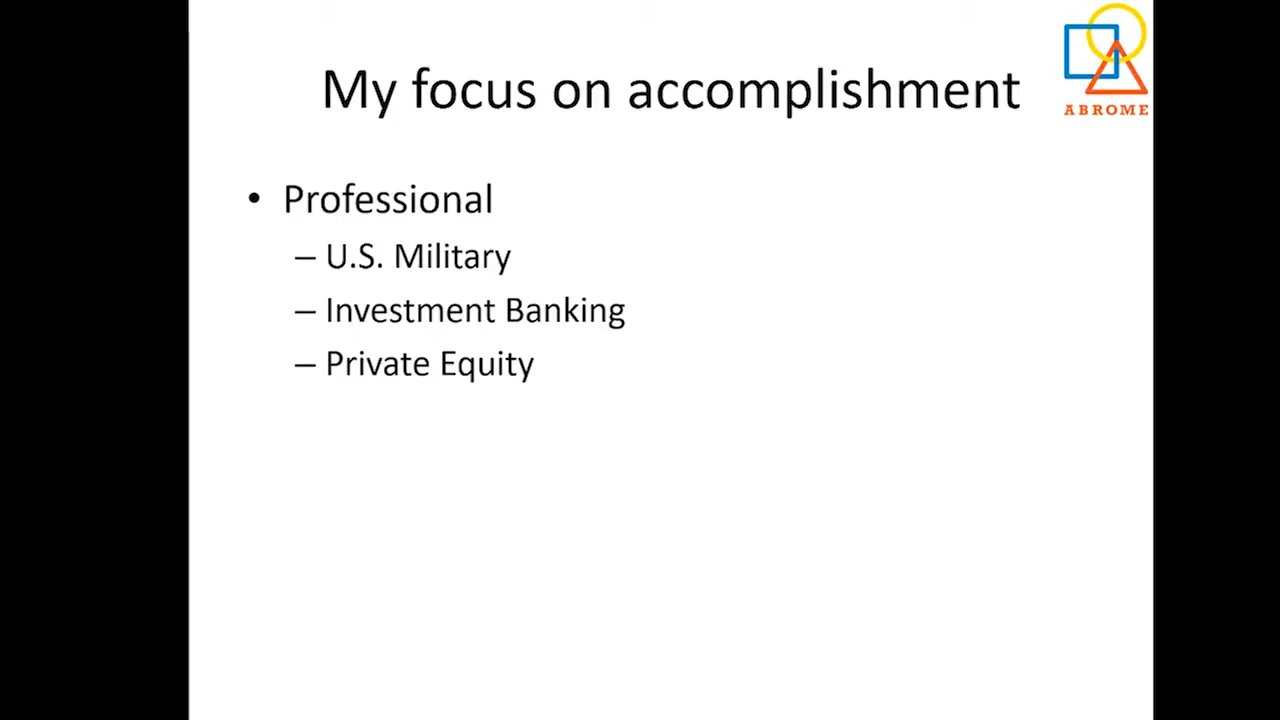 My focus on accomplishment
ABROME
• Professional
– U.S. Military
– Investment Banking
– Private Equity